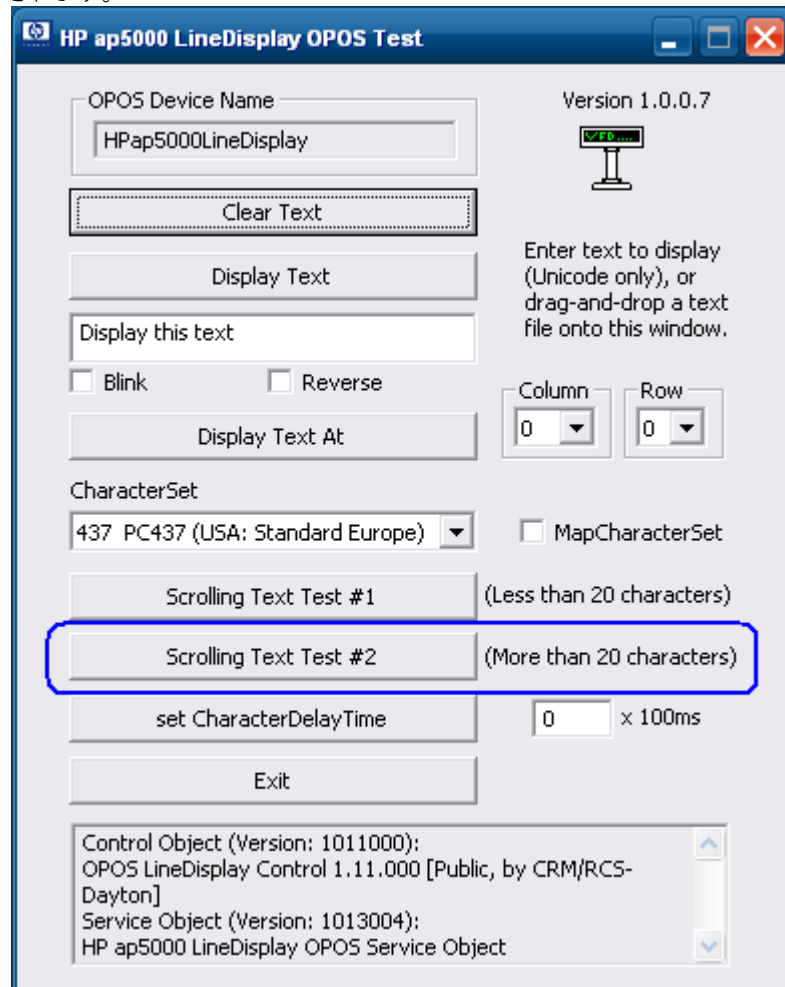 されます。
HP ap5000 LineDisplay OPOS Test
OPOS Device Name
HPap5000LineDisplay
Version 1.0.0.7
VFD....
Clear Text
Display Text
Enter text to display
(Unicode only), or
drag-and-drop a text
file onto this window.
Display this text
Blink
Reverse
Column
Row
0
0
Display Text At
CharacterSet
437 PC437 (USA: Standard Europe)
MapCharacterSet
Scrolling Text Test #1
(Less than 20 characters)
Scrolling Text Test #2
(More than 20 characters)
set CharacterDelayTime
0
x 100ms
Exit
Control Object (Version: 1011000):
OPOS LineDisplay Control 1.11.000 [Public, by CRM/RCS-
Dayton]
Service Object (Version: 1013004):
HP ap5000 LineDisplay OPOS Service Object